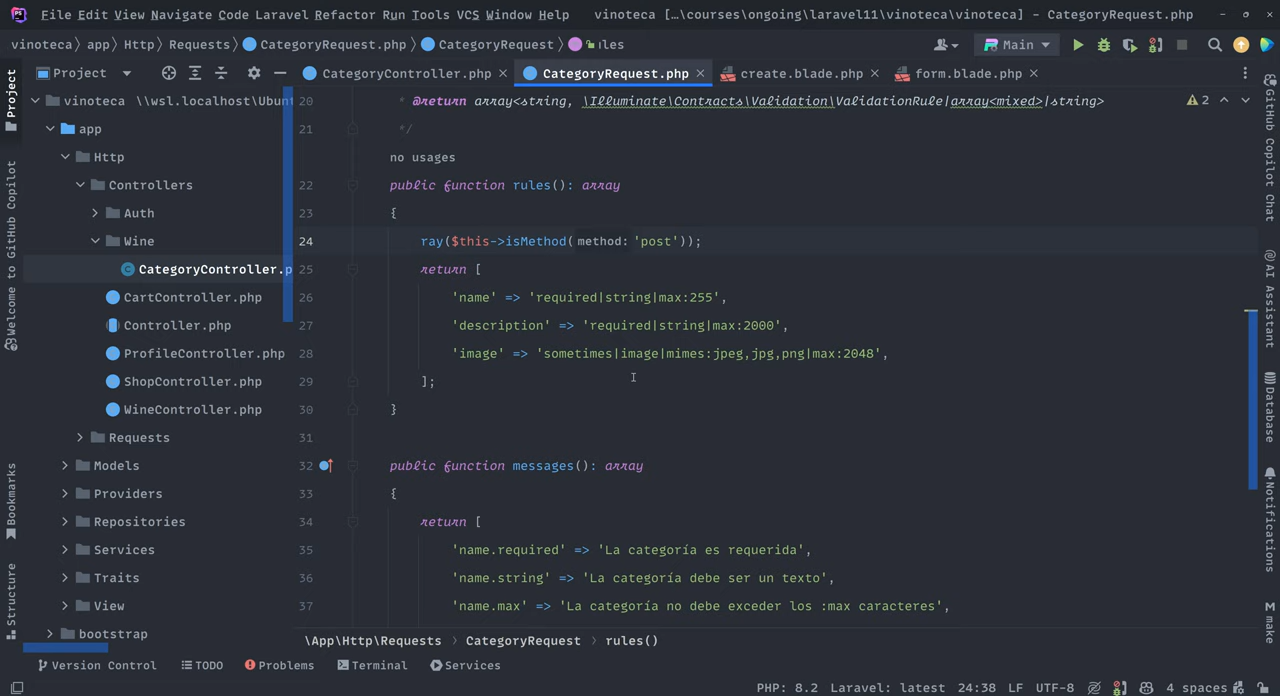 File Edit View Navigate Code Laravel Refactor Run Tools VCS Window Help vinoteca […\courses\ongoing\laravel11\vinoteca\vinoteca] - CategoryRequest.php
vinoteca app Http Requests CategoryRequest.php CategoryRequest Main
Project CategoryController.php CategoryRequest.php create.blade.php form.blade.php
Project
Welcome to GitHub Copilot
Bookmarks
Structure
vinoteca \\wsl.localhost\Ubunt
app
Http
Controllers
Auth
Wine
CategoryController.p
CartController.php
Controller.php
ProfileController.php
ShopController.php
WineController.php
Requests
Models
Providers
Repositories
Services
Traits
View
bootstrap
20 * @return array<string, \Illuminate\Contracts\Validation\ValidationRule|array<mixed>|string>
2
21 */
no usages
22 public function rules(): array
23 {
24 ray($this->isMethod( method: 'post'));
25 return [
26 'name' => 'required|string|max:255',
27 'description' => 'required|string|max:2000',
28 'image' => 'sometimes|image|mimes:jpeg,jpg,png|max:2048',
29 ];
30 }
31
32 public function messages(): array
33 {
34 return [
35 'name.required' => 'La categoría es requerida',
36 'name.string' => 'La categoría debe ser un texto',
37 'name.max' => 'La categoría no debe exceder los :max caracteres',
GitHub Copilot Chat
AI Assistant
Database
Notifications
make
\App\Http\Requests CategoryRequest rules()
Version Control TODO Problems Terminal Services
PHP: 8.2 Laravel: latest 24:38 LF UTF-8 4 spaces